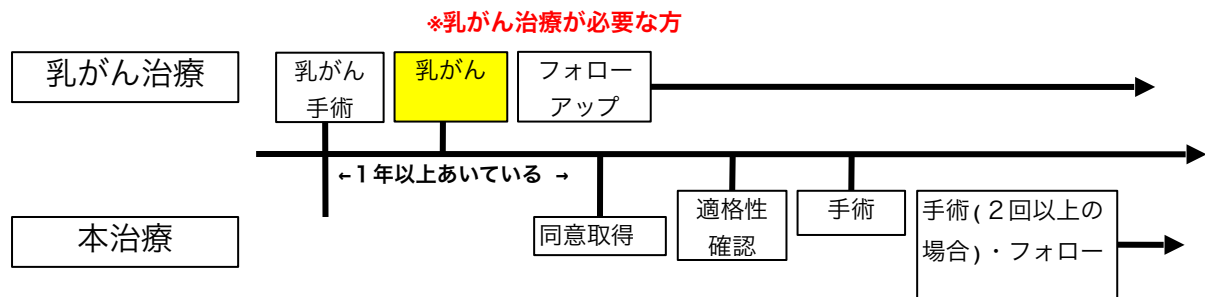 ※乳がん治療が必要な方
乳がん治療
乳がん
手術
乳がん
フォロー
アップ
←１年以上あいている →
本治療
同意取得
適格性
確認
手術
手術(２回以上の
場合)・フォロー